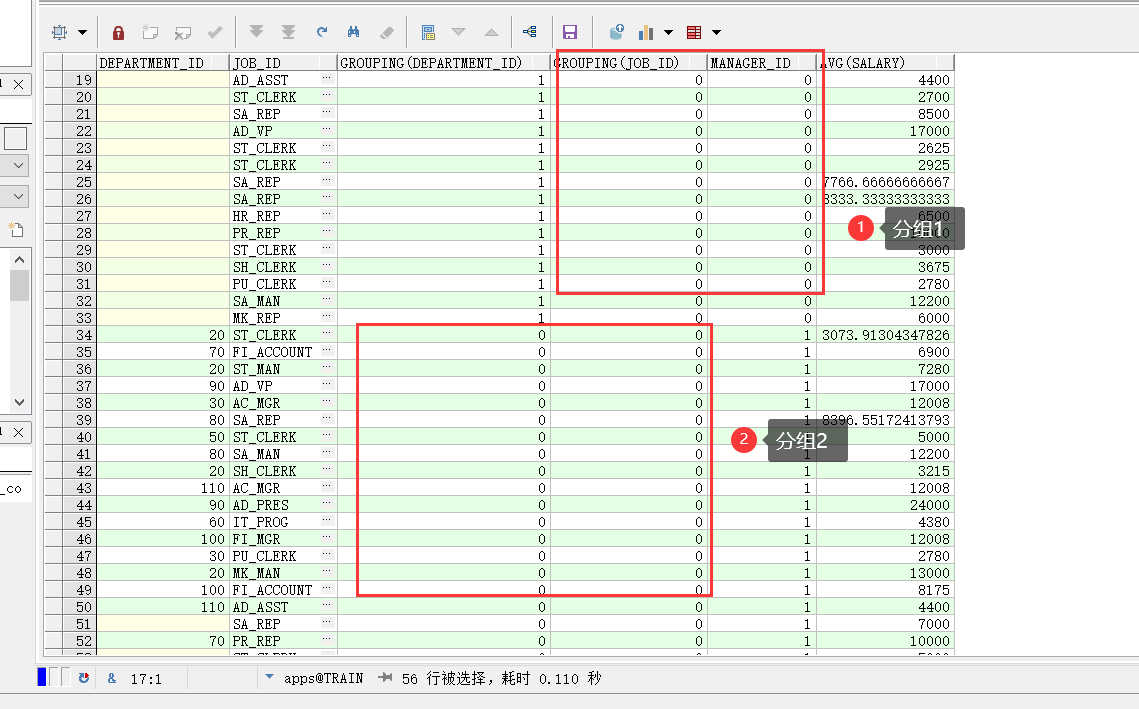 DEPARTMENT_ID JOB_ID GROUPING(DEPARTMENT_ID) GROUPING(JOB_ID) MANAGER_ID AVG(SALARY)
19 AD_ASST ... 1 0 0 4400
20 ST_CLERK ... 1 0 0 2700
21 SA_REP ... 1 0 0 8500
22 AD_VP ... 1 0 0 17000
23 ST_CLERK ... 1 0 0 2625
24 ST_CLERK ... 1 0 0 2925
25 SA_REP ... 1 0 0 7766.66666666667
26 SA_REP ... 1 0 0 8333.33333333333
27 HR_REP ... 1 0 0 6500
28 PR_REP ... 1 0 0
1 分组1
29 ST_CLERK ... 1 0 0 3000
30 SH_CLERK ... 1 0 0 3675
31 PU_CLERK ... 1 0 0 2780
32 SA_MAN ... 1 0 0 12200
33 MK_REP ... 1 0 0 6000
34 20 ST_CLERK ... 0 0 1 3073.91304347826
35 70 FI_ACCOUNT ... 0 0 1 6900
36 20 ST_MAN ... 0 0 1 7280
37 90 AD_VP ... 0 0 1 17000
38 30 AC_MGR ... 0 0 1 12008
39 80 SA_REP ... 0 0 1 8396.55172413793
40 50 ST_CLERK ... 0 0 5000
2 分组2
41 80 SA_MAN ... 0 0 1 12200
42 20 SH_CLERK ... 0 0 1 3215
43 110 AC_MGR ... 0 0 1 12008
44 90 AD_PRES ... 0 0 1 24000
45 60 IT_PROG ... 0 0 1 4380
46 100 FI_MGR ... 0 0 1 12008
47 30 PU_CLERK ... 0 0 1 2780
48 20 MK_MAN ... 0 0 1 13000
49 100 FI_ACCOUNT ... 0 0 1 8175
50 110 AD_ASST ... 0 0 1 4400
51 SA_REP ... 0 0 1 7000
52 70 PR_REP ... 0 0 1 10000
_co
& 17:1 apps@TRAIN 56 行被选择，耗时 0.110 秒